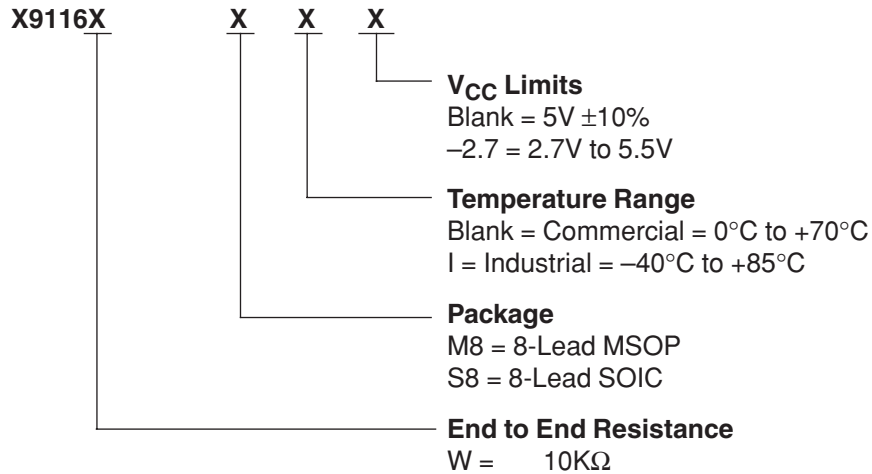 X9116X X X X
V_CC Limits
Blank = 5V ±10%
–2.7 = 2.7V to 5.5V
Temperature Range
Blank = Commercial = 0°C to +70°C
I = Industrial = –40°C to +85°C
Package
M8 = 8-Lead MSOP
S8 = 8-Lead SOIC
End to End Resistance
W = 10KΩ